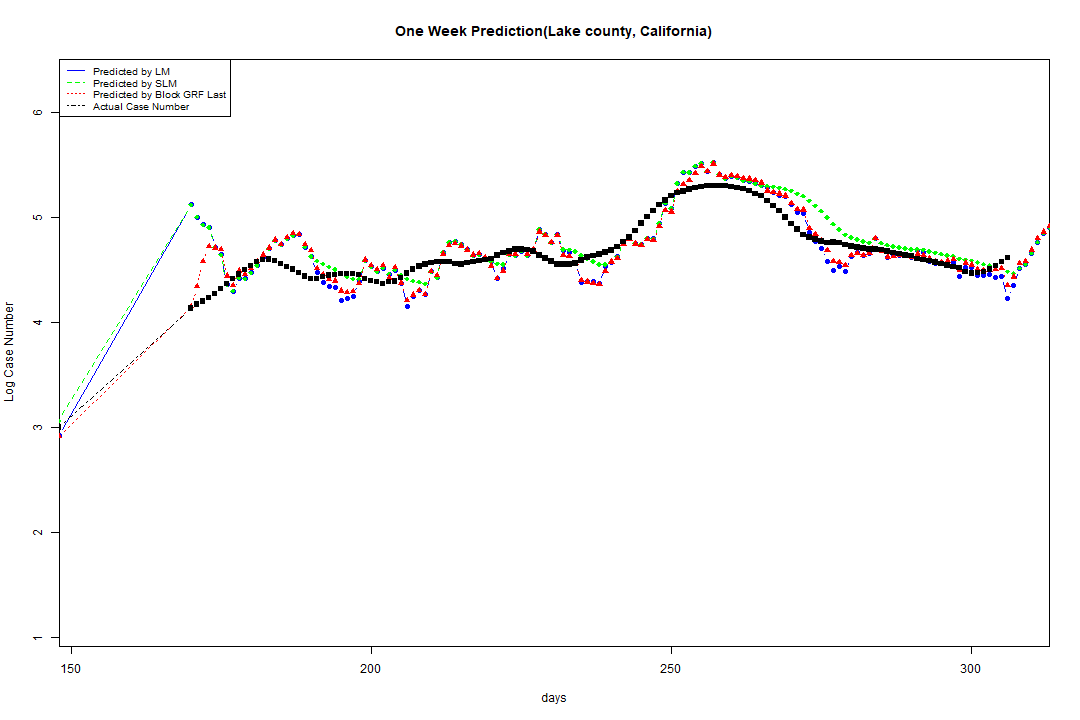 One Week Prediction(Lake county, California)
Predicted by LM
Predicted by SLM
Predicted by Block GRF Last
Actual Case Number
6
5
4
3
2
1
Log Case Number
150 200 250 300
days